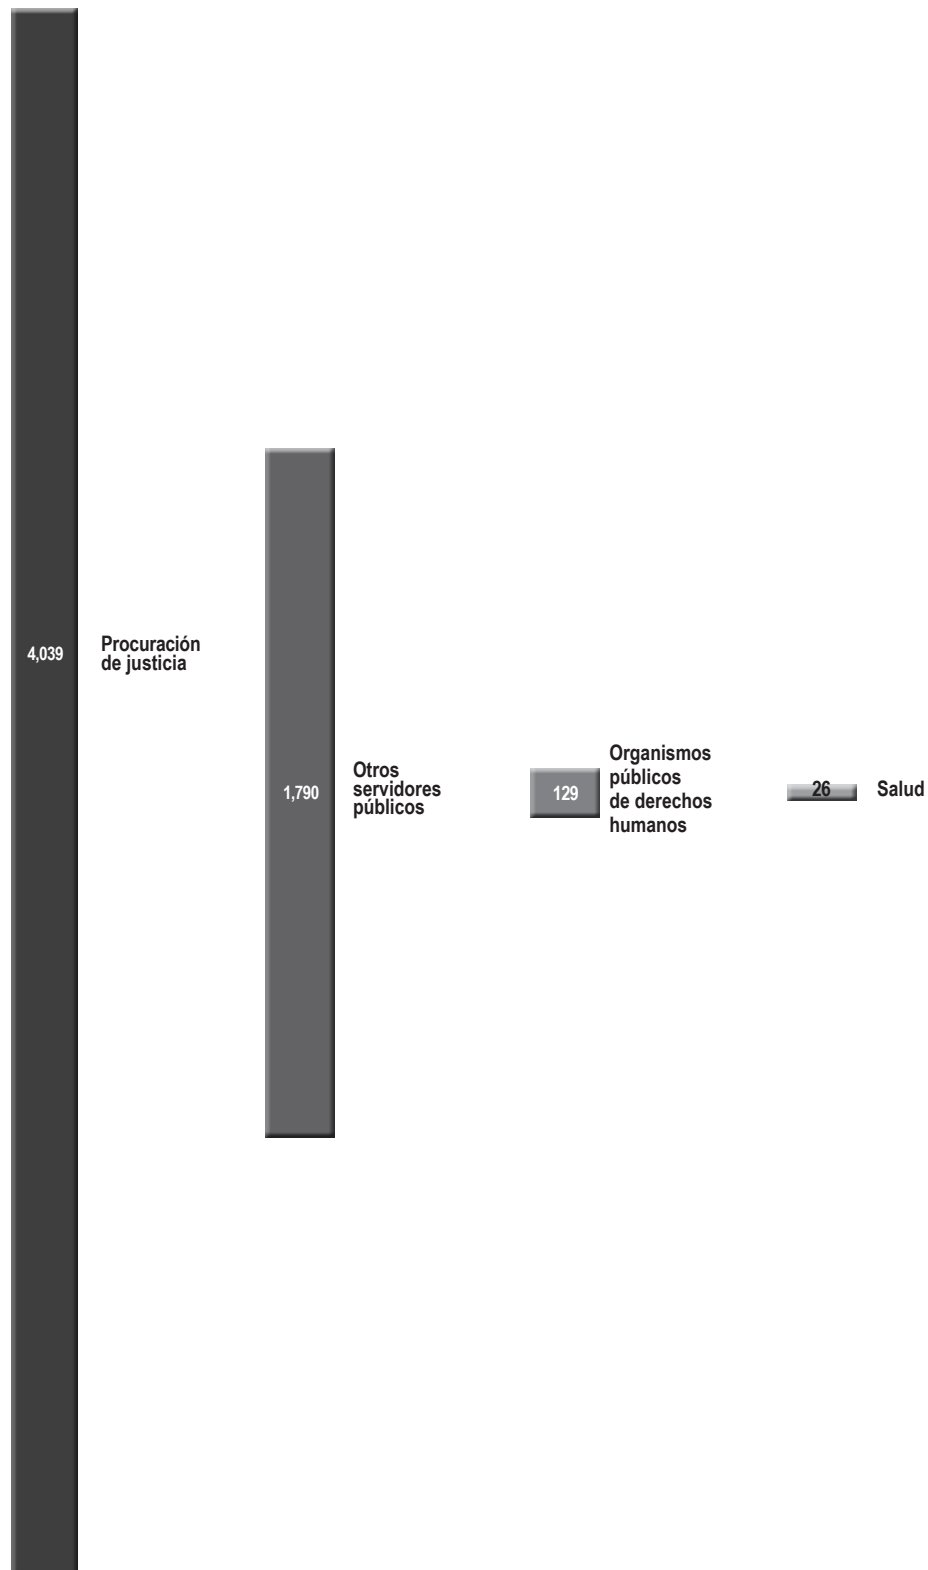 4,039
Procuración
de justicia
1,790
Otros
servidores
públicos
129
Organismos
públicos
de derechos
humanos
26
Salud